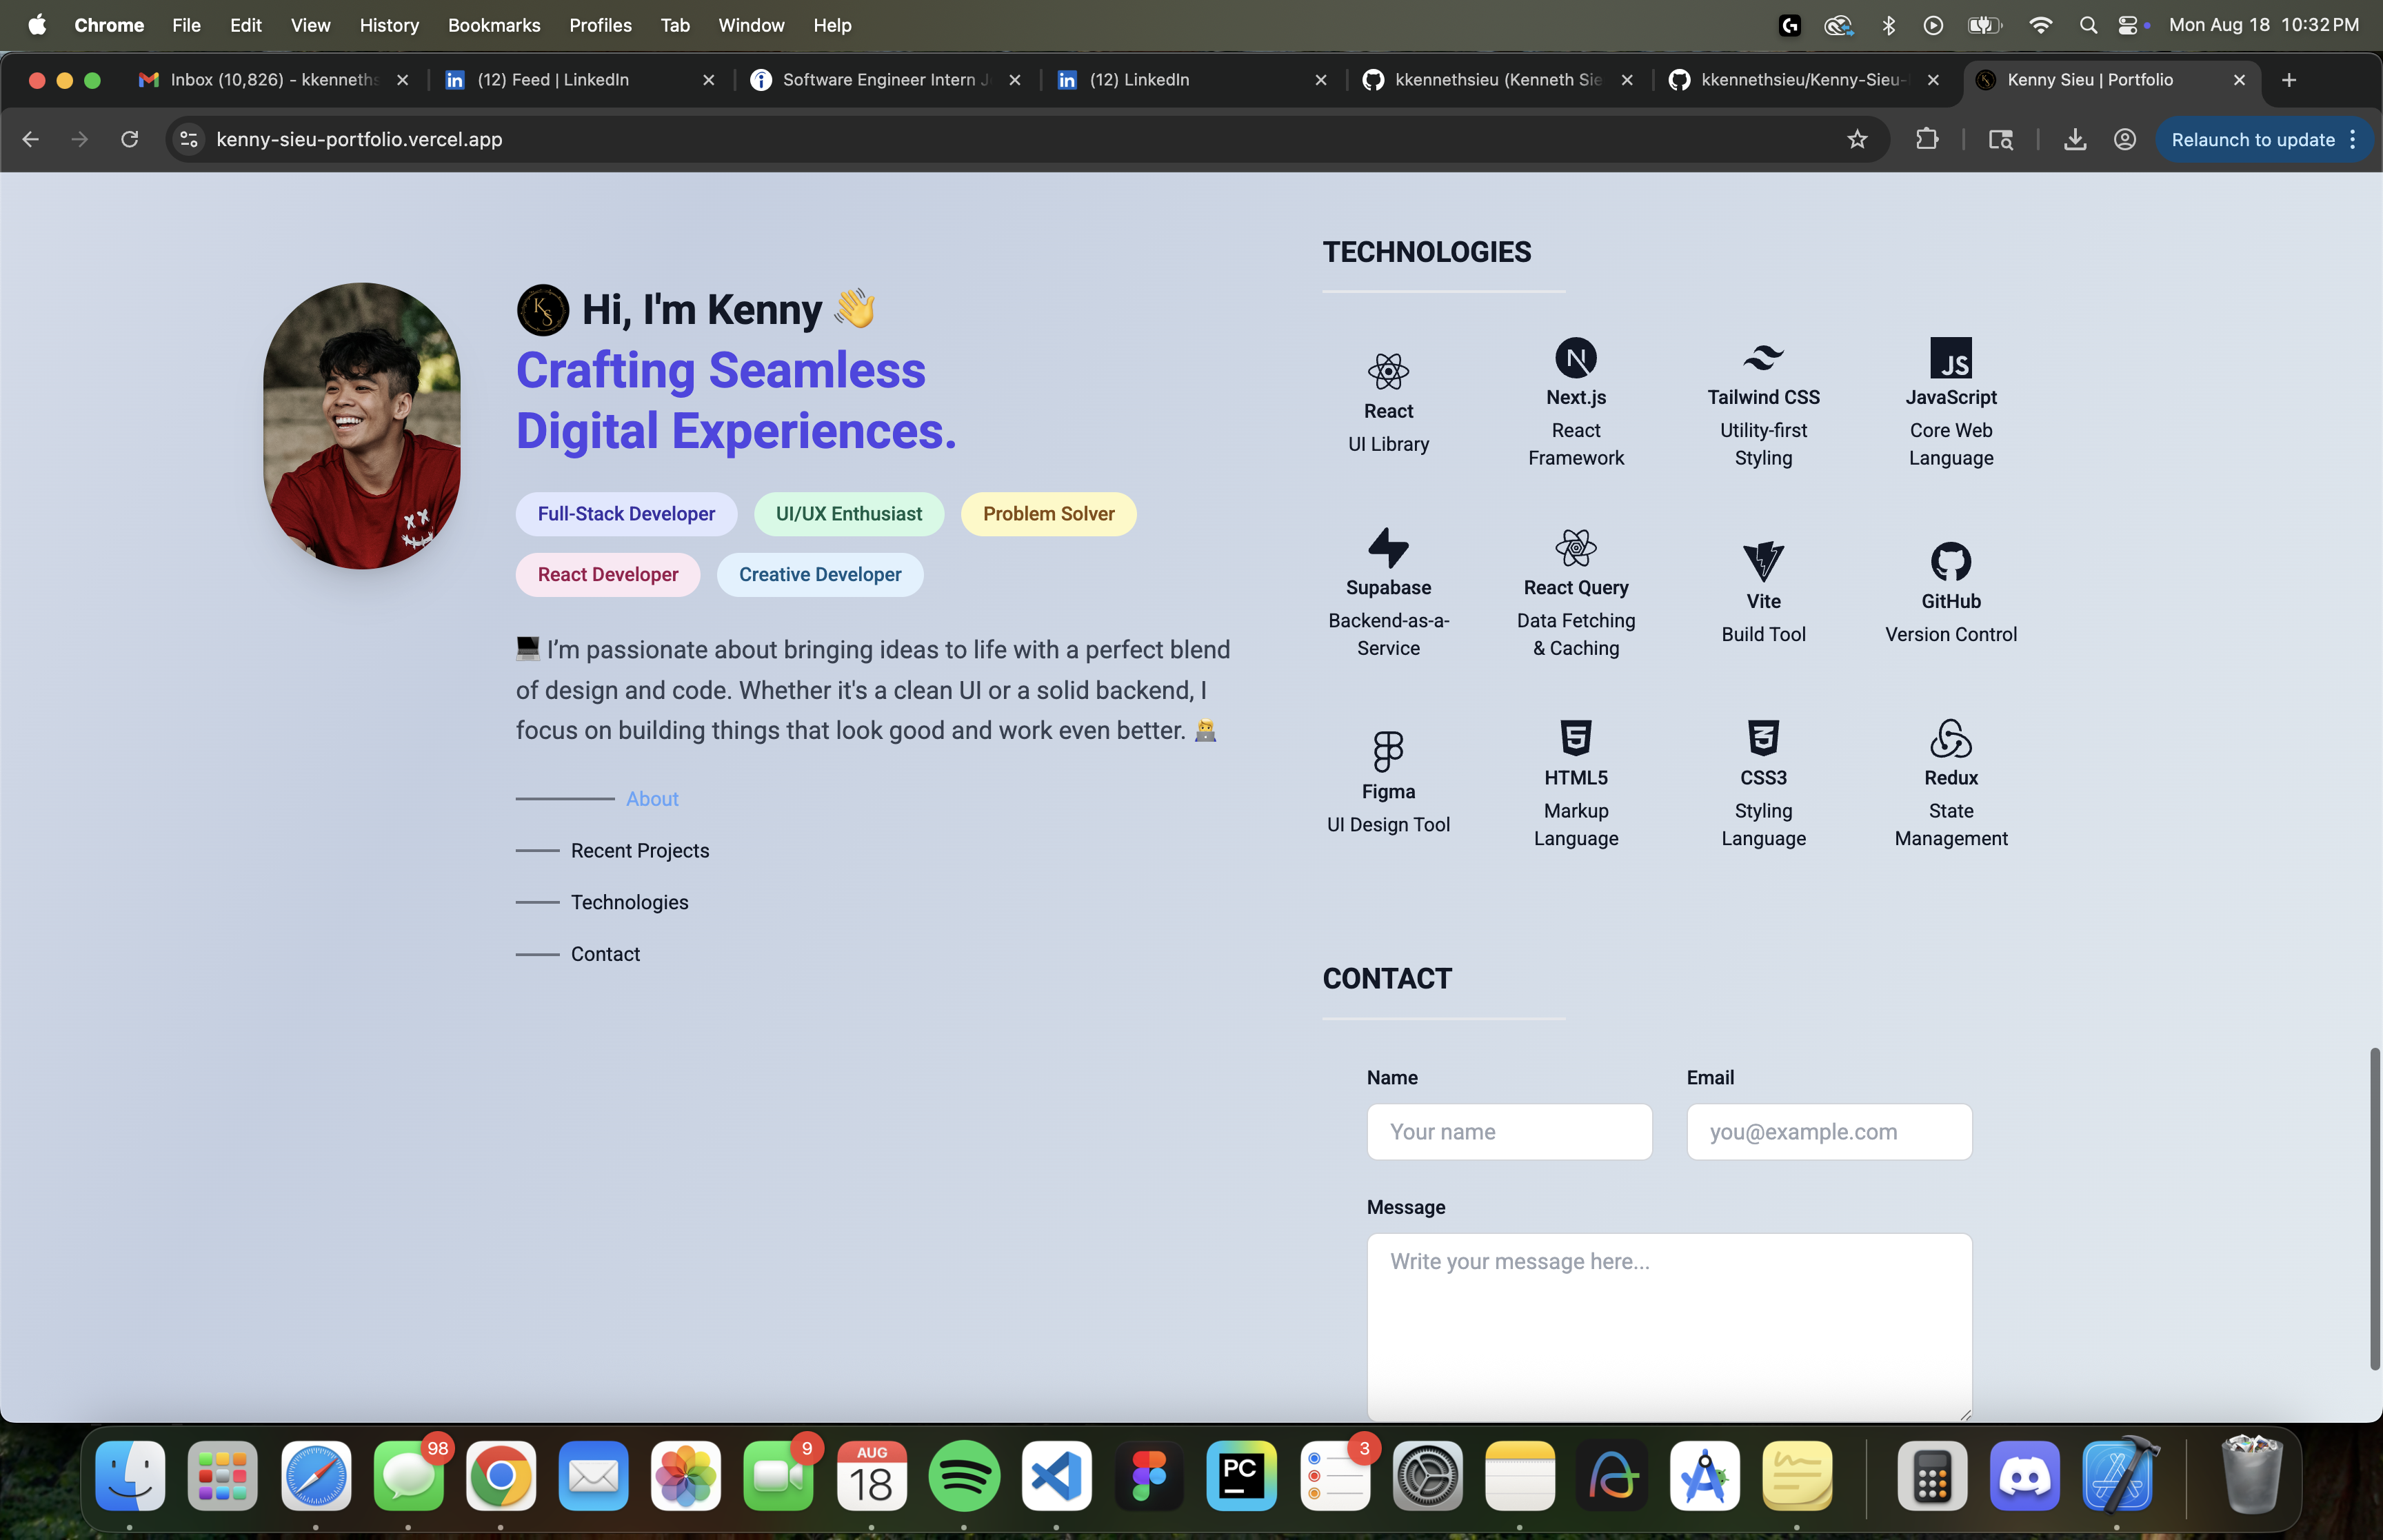 Chrome File Edit View History Bookmarks Profiles Tab Window Help
Mon Aug 18 10:32 PM
Inbox (10,826) - kkenneths
(12) Feed | LinkedIn
Software Engineer Intern J
(12) LinkedIn
kkennethsieu (Kenneth Sie
kkennethsieu/Kenny-Sieu-
Kenny Sieu | Portfolio
kenny-sieu-portfolio.vercel.app
Relaunch to update
KS
Hi, I'm Kenny 👋
Crafting Seamless
Digital Experiences.
Full-Stack Developer
UI/UX Enthusiast
Problem Solver
React Developer
Creative Developer
I’m passionate about bringing ideas to life with a perfect blend
of design and code. Whether it's a clean UI or a solid backend, I
focus on building things that look good and work even better.
About
Recent Projects
Technologies
Contact
TECHNOLOGIES
React
UI Library
N
Next.js
React
Framework
Tailwind CSS
Utility-first
Styling
JS
JavaScript
Core Web
Language
Supabase
Backend-as-a-
Service
React Query
Data Fetching
& Caching
Vite
Build Tool
GitHub
Version Control
Figma
UI Design Tool
5
HTML5
Markup
Language
3
CSS3
Styling
Language
Redux
State
Management
CONTACT
Name
Your name
Email
you@example.com
Message
Write your message here...
98
9
AUG
18
PC
3